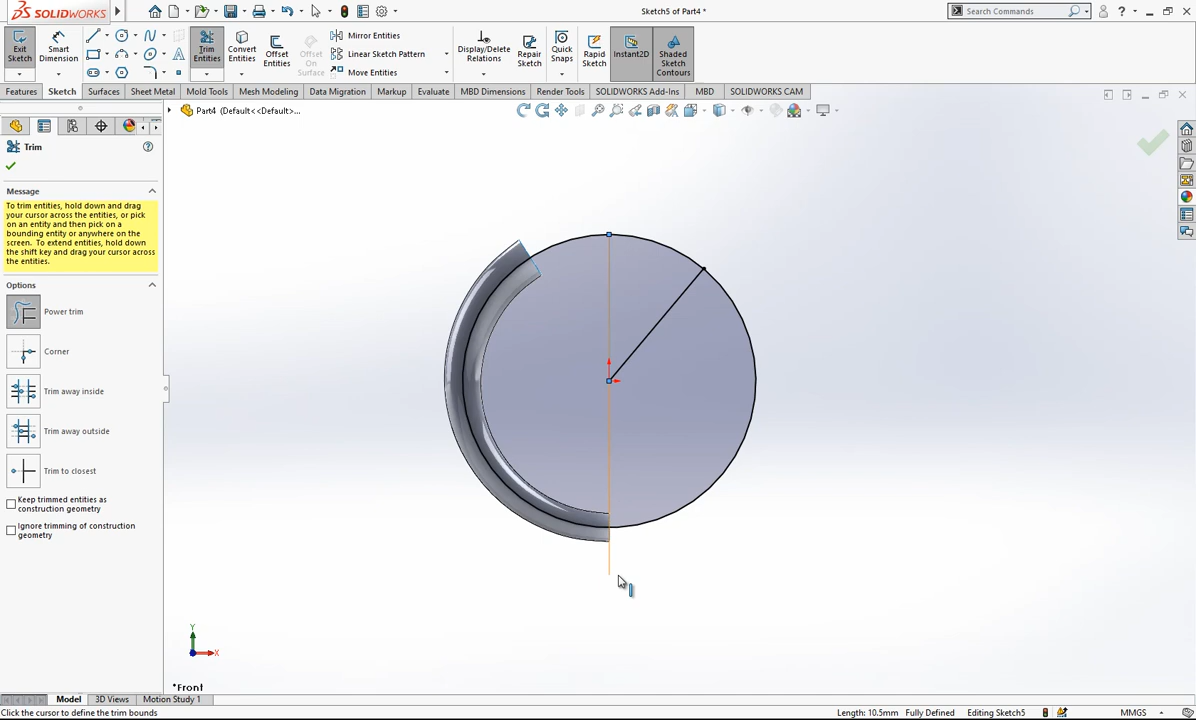 SOLIDWORKS
Sketch5 of Part4 *
Search Commands
Exit Sketch
Smart Dimension
Trim Entities
Convert Entities
Offset Entities
Offset On Surface
Mirror Entities
Linear Sketch Pattern
Move Entities
Display/Delete Relations
Repair Sketch
Quick Snaps
Rapid Sketch
Instant2D
Shaded Sketch Contours
Features Sketch Surfaces Sheet Metal Mold Tools Mesh Modeling Data Migration Markup Evaluate MBD Dimensions Render Tools SOLIDWORKS Add-Ins MBD SOLIDWORKS CAM
Part4 (Default<<Default>...
Trim
Message
To trim entities, hold down and drag
your cursor across the entities, or pick
on an entity and then pick on a
bounding entity or anywhere on the
screen. To extend entities, hold down
the shift key and drag your cursor across
the entities.
Options
Power trim
Corner
Trim away inside
Trim away outside
Trim to closest
Keep trimmed entities as
construction geometry
Ignore trimming of construction
geometry
Y
X
*Front
Model 3D Views Motion Study 1
Click the cursor to define the trim bounds
Length: 10.5mm Fully Defined Editing Sketch5 MMGS